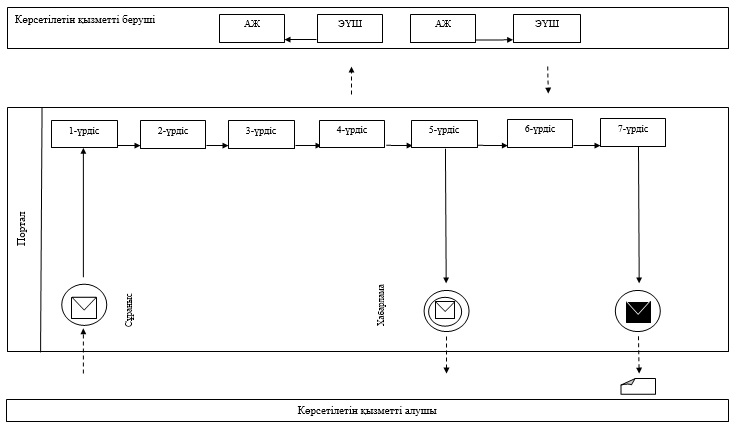 Көрсетілетін қызметті беруші
АЖ
ЭҮШ
АЖ
ЭҮШ
Портал
1-үрдіс
2-үрдіс
3-үрдіс
4-үрдіс
5-үрдіс
6-үрдіс
7-үрдіс
Сұраныс
Хабарлама
Көрсетілетін қызметті алушы